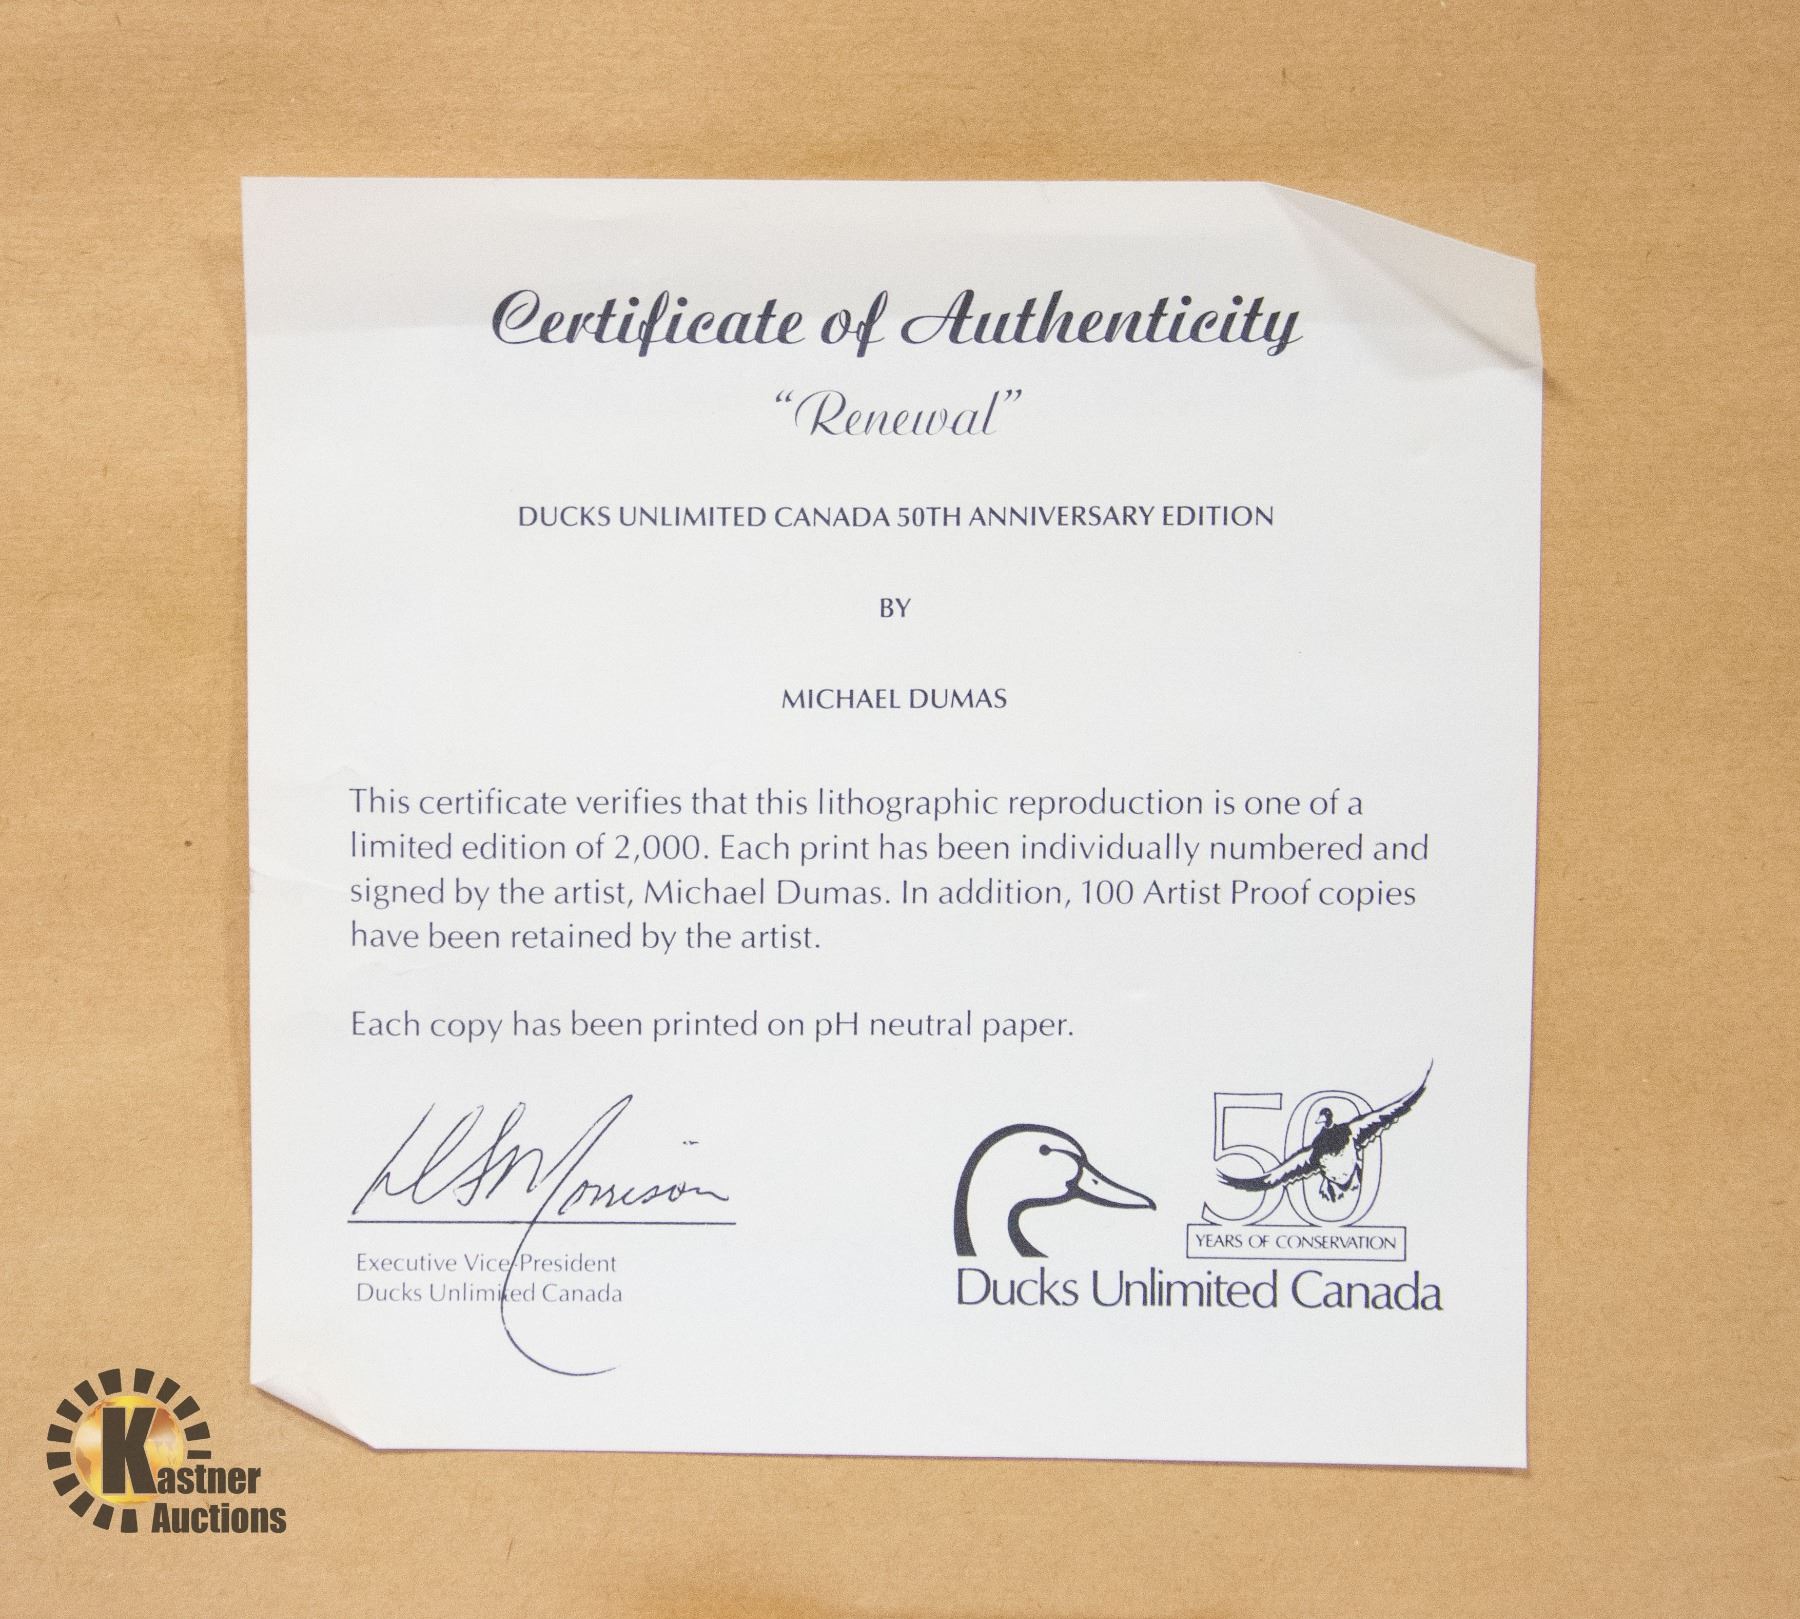 Certificate of Authenticity
“Renewal”
DUCKS UNLIMITED CANADA 50TH ANNIVERSARY EDITION
BY
MICHAEL DUMAS
This certificate verifies that this lithographic reproduction is one of a
limited edition of 2,000. Each print has been individually numbered and
signed by the artist, Michael Dumas. In addition, 100 Artist Proof copies
have been retained by the artist.
Each copy has been printed on pH neutral paper.
Morrison
Executive Vice-President
Ducks Unlimited Canada
50
YEARS OF CONSERVATION
Ducks Unlimited Canada
Kastner
Auctions